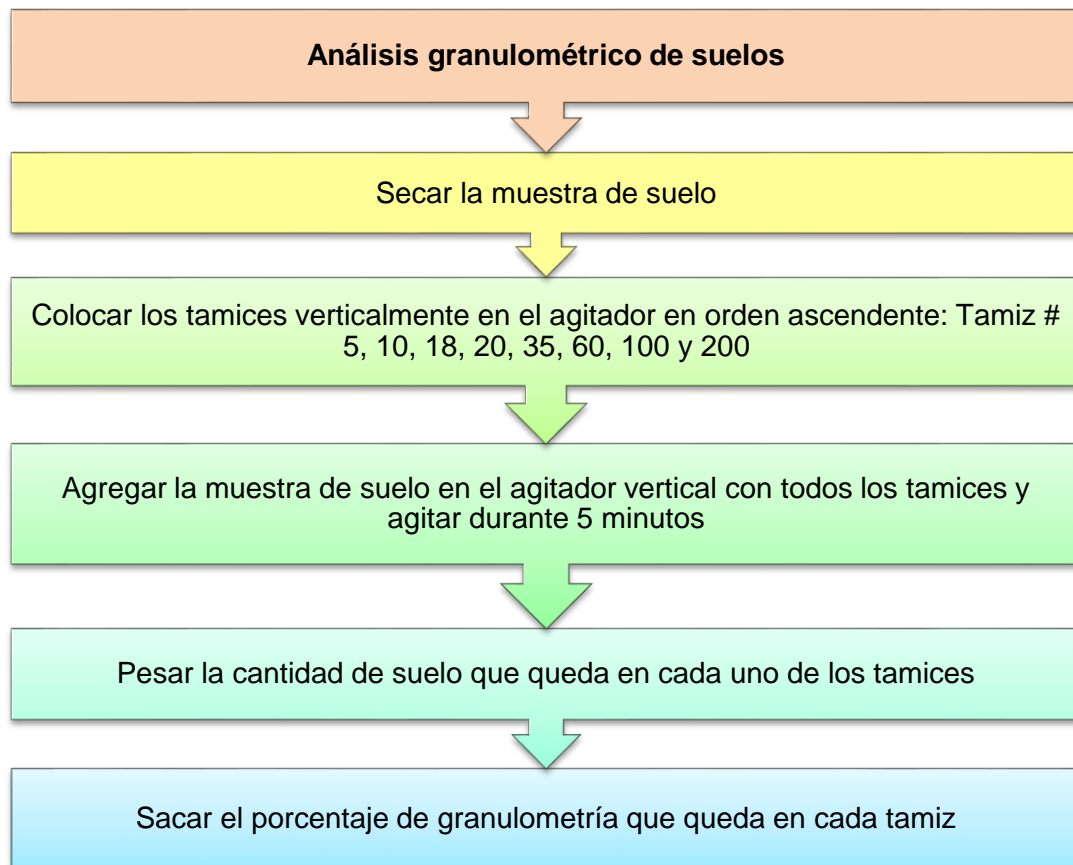 Análisis granulométrico de suelos
Secar la muestra de suelo
Colocar los tamices verticalmente en el agitador en orden ascendente: Tamiz #
5, 10, 18, 20, 35, 60, 100 y 200
Agregar la muestra de suelo en el agitador vertical con todos los tamices y
agitar durante 5 minutos
Pesar la cantidad de suelo que queda en cada uno de los tamices
Sacar el porcentaje de granulometría que queda en cada tamiz